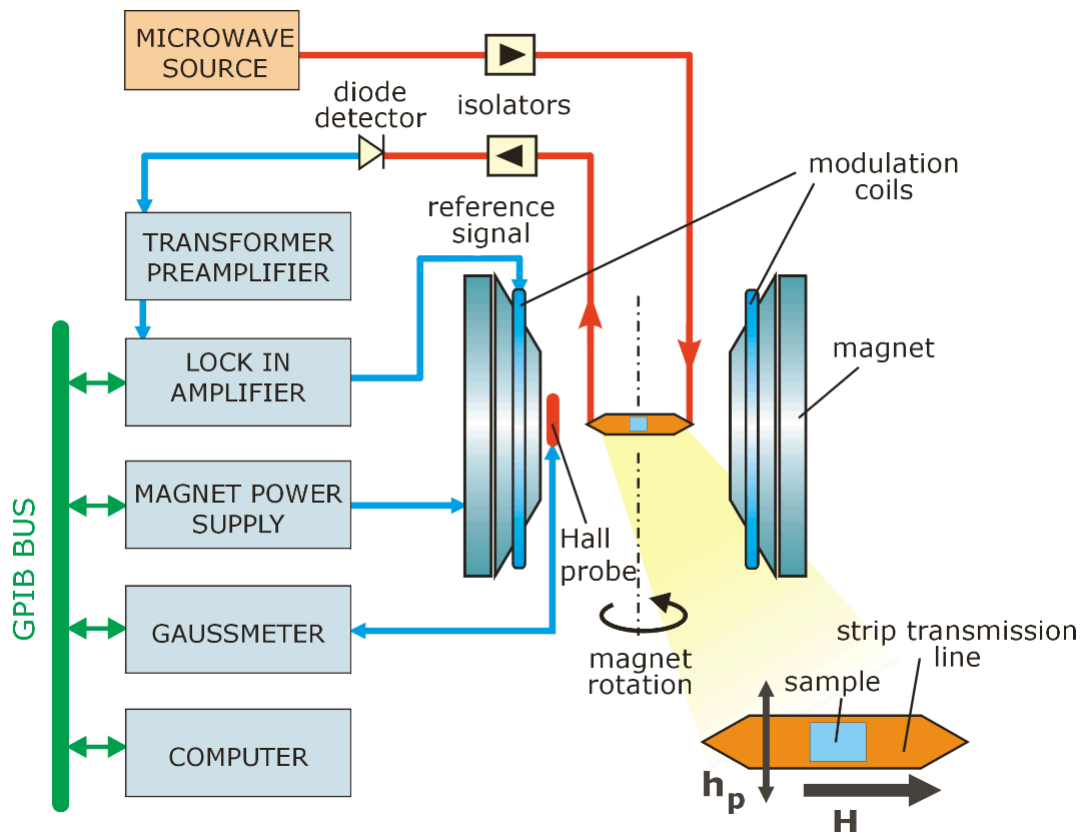 MICROWAVE
SOURCE
diode
detector
isolators
modulation
coils
reference
signal
TRANSFORMER
PREAMPLIFIER
LOCK IN
AMPLIFIER
magnet
MAGNET POWER
SUPPLY
Hall
probe
GPIB BUS
GAUSSMETER
magnet
rotation
strip transmission
line
sample
COMPUTER
hp
H